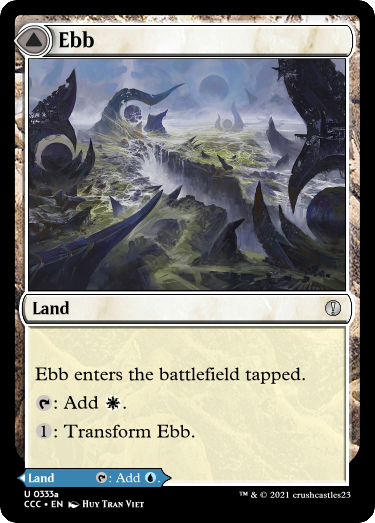 Ebb
Land
Ebb enters the battlefield tapped.
: Add .
1: Transform Ebb.
Land : Add .
U 0333a
CCC • EN Huy Tran Viet
™ & © 2021 crushcastles23